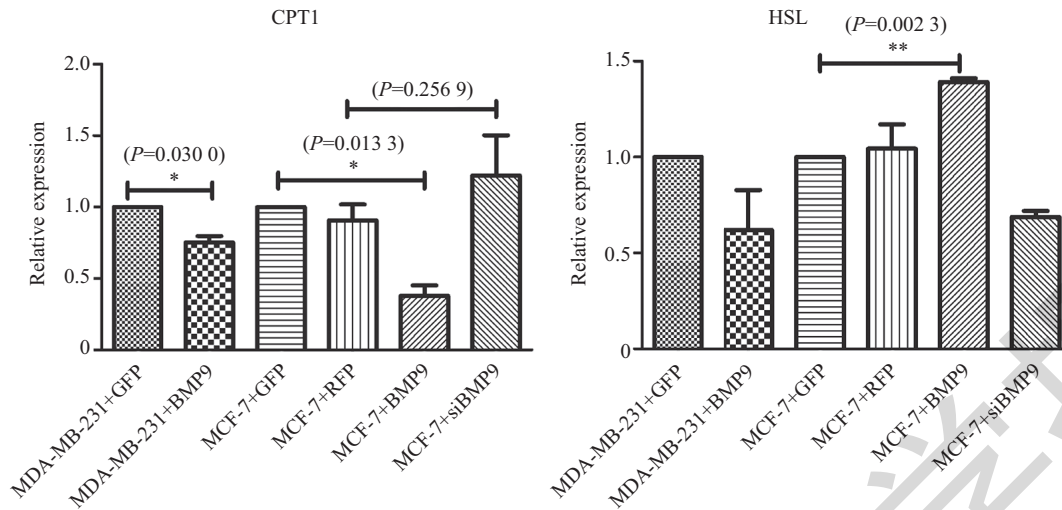 CPT1
Relative expression
2.0
1.5
1.0
0.5
0
(P=0.030 0)
*
(P=0.013 3)
*
(P=0.256 9)
MDA-MB-231+GFP
MDA-MB-231+BMP9
MCF-7+GFP
MCF-7+RFP
MCF-7+BMP9
MCF-7+siBMP9
HSL
Relative expression
1.5
1.0
0.5
0
(P=0.002 3)
**
MDA-MB-231+GFP
MDA-MB-231+BMP9
MCF-7+GFP
MCF-7+RFP
MCF-7+BMP9
MCF-7+siBMP9